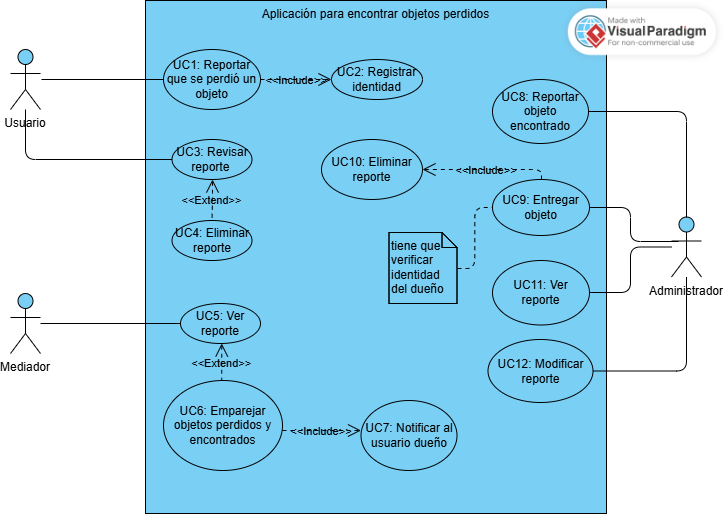 Aplicación para encontrar objetos perdidos
Made with
VisualParadigm
For non-commercial use
UC1: Reportar
que se perdió un
objeto
<<Include>>
UC2: Registrar
identidad
Usuario
UC8: Reportar
objeto
encontrado
UC3: Revisar
reporte
UC10: Eliminar
reporte
<<Include>>
<<Extend>>
UC9: Entregar
objeto
UC4: Eliminar
reporte
tiene que
verificar
identidad
del dueño
UC11: Ver
reporte
Administrador
UC5: Ver
reporte
Mediador
<<Extend>>
UC12: Modificar
reporte
UC6: Emparejar
objetos perdidos y
encontrados
<<Include>>
UC7: Notificar al
usuario dueño